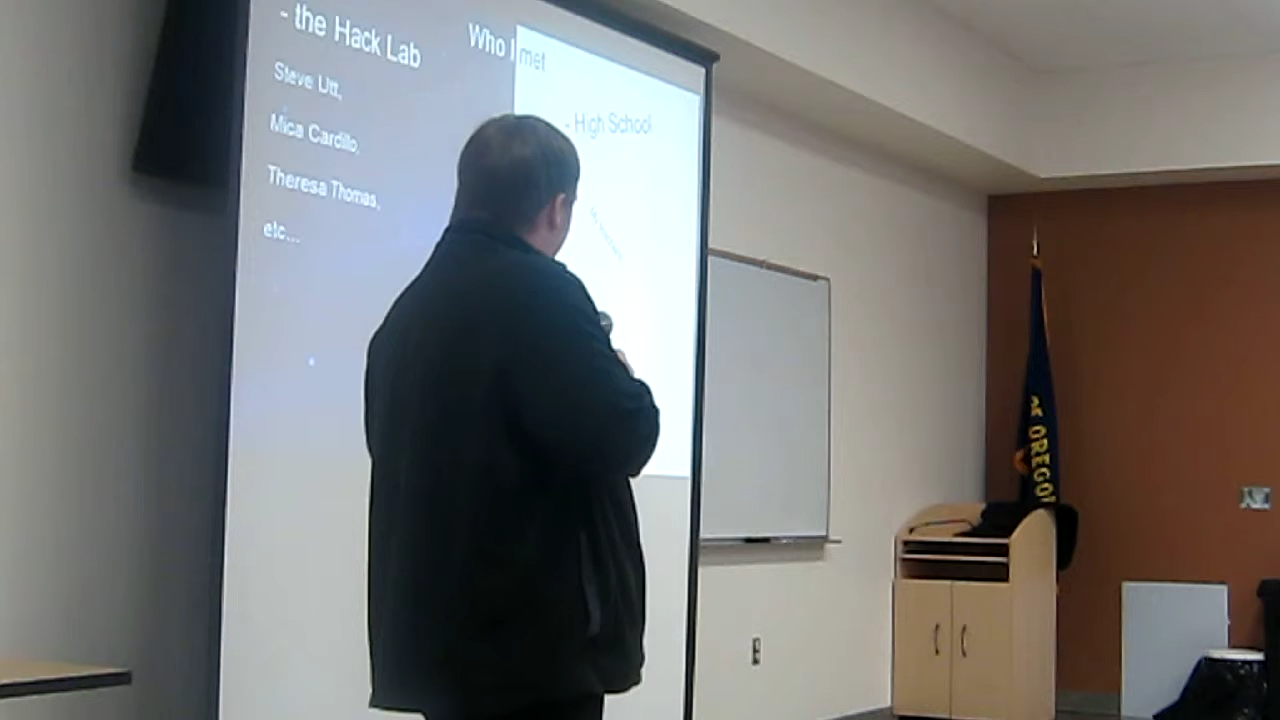 - the Hack Lab
Steve Utt,
Mica Cardillo,
Theresa Thomas,
etc...
Who I met
- High School
OREGO